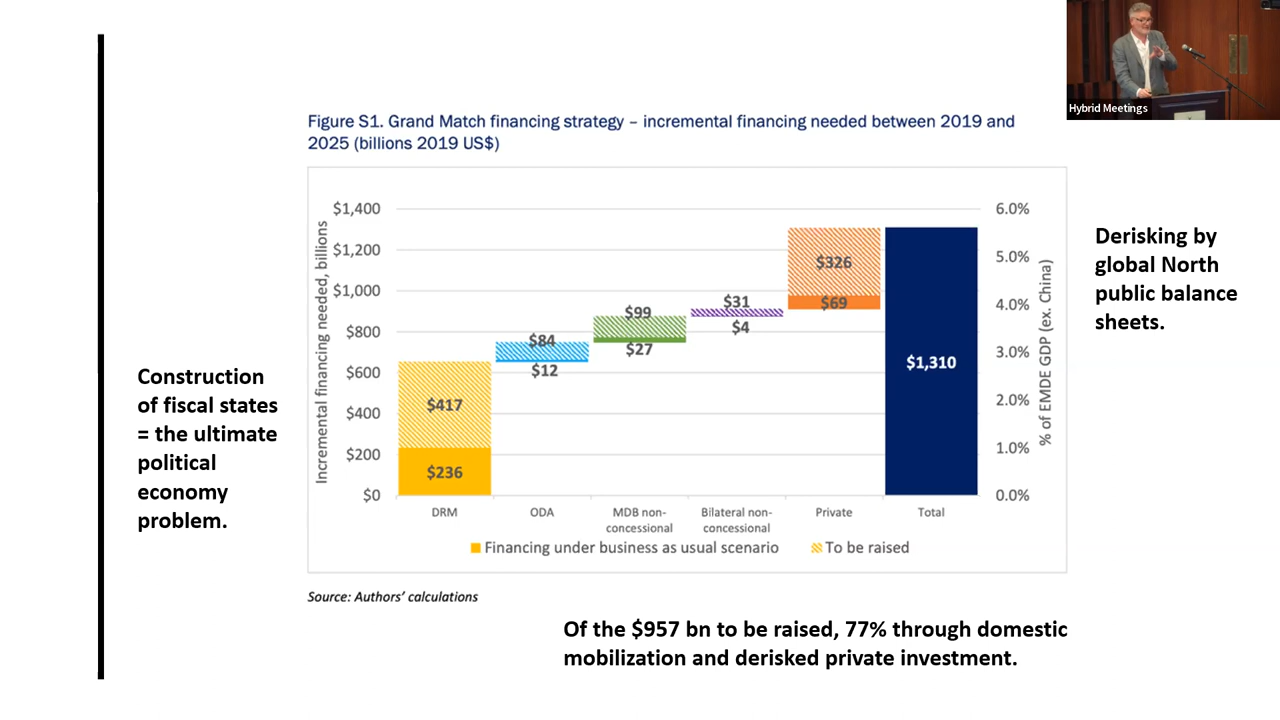 Hybrid Meetings
Figure S1. Grand Match financing strategy – incremental financing needed between 2019 and
2025 (billions 2019 US$)
Incremental financing needed, billions
$1,400
$1,200
$1,000
$800
$600
$400
$200
$0
$417
$236
$84
$12
$99
$27
$31
$4
$326
$69
$1,310
6.0%
5.0%
4.0%
3.0%
2.0%
1.0%
0.0%
% of EMDE GDP (ex. China)
DRM
ODA
MDB non-
concessional
Bilateral non-
concessional
Private
Total
Financing under business as usual scenario
To be raised
Source: Authors' calculations
Construction
of fiscal states
= the ultimate
political
economy
problem.
Derisking by
global North
public balance
sheets.
Of the $957 bn to be raised, 77% through domestic
mobilization and derisked private investment.